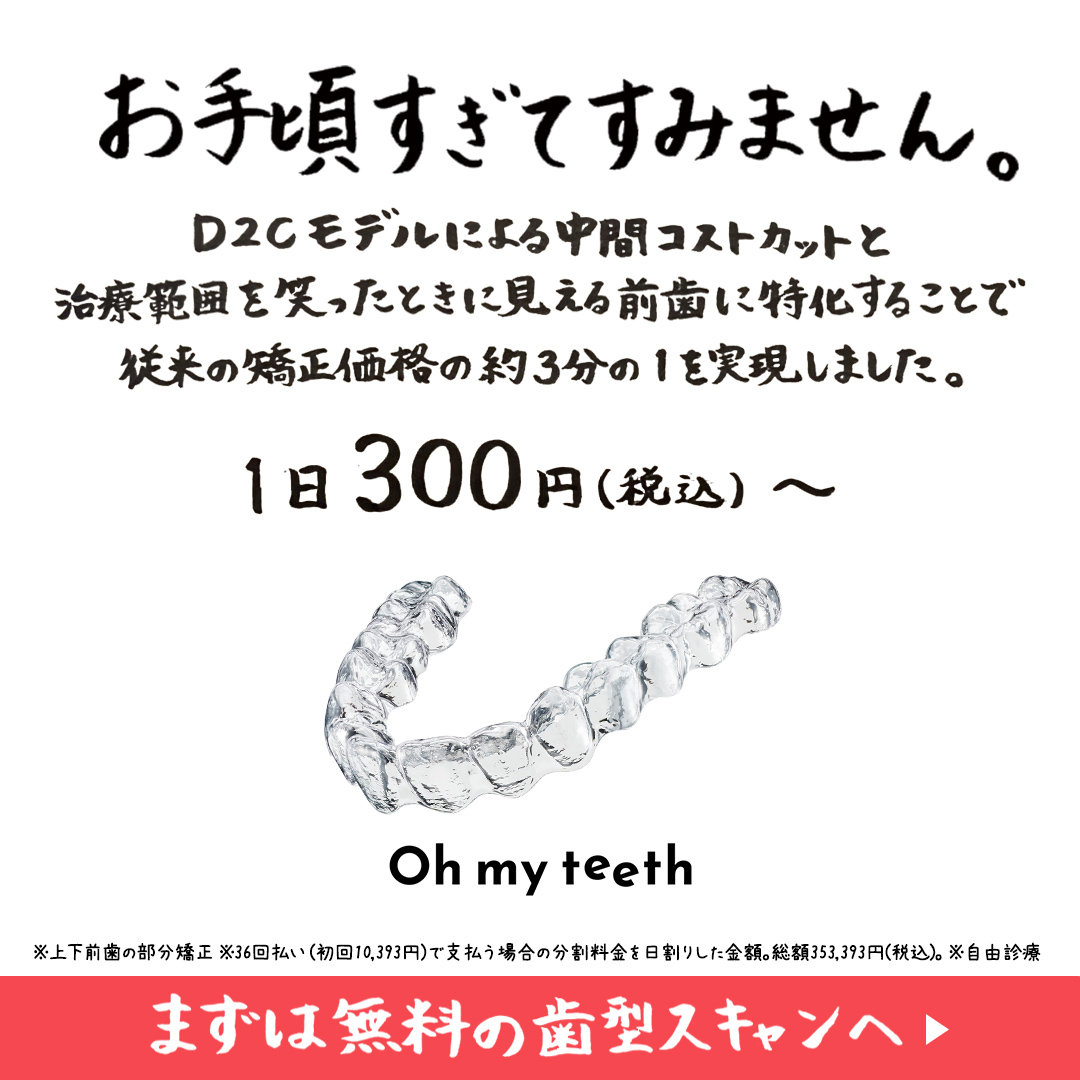 お手頃すぎてすみません。
D2Cモデルによる中間コストカットと
治療範囲を笑ったときに見える前歯に特化することで
従来の矯正価格の約3分の1を実現しました。
1日300円(税込)～
Oh my teeth
※上下前歯の部分矯正 ※36回払い(初回10,393円)で支払う場合の分割料金を日割りした金額。総額353,393円(税込)。※自由診療
まずは無料の歯型スキャンへ▶